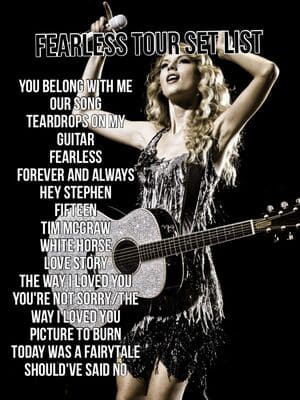 FEARLESS TOUR SET LIST
YOU BELONG WITH ME
OUR SONG
TEARDROPS ON MY
GUITAR
FEARLESS
FOREVER AND ALWAYS
HEY STEPHEN
FIFTEEN
TIM MCGRAW
WHITE HORSE
LOVE STORY
THE WAY I LOVED YOU
YOU'RE NOT SORRY/THE
WAY I LOVED YOU
PICTURE TO BURN
TODAY WAS A FAIRYTALE
SHOULD'VE SAID NO